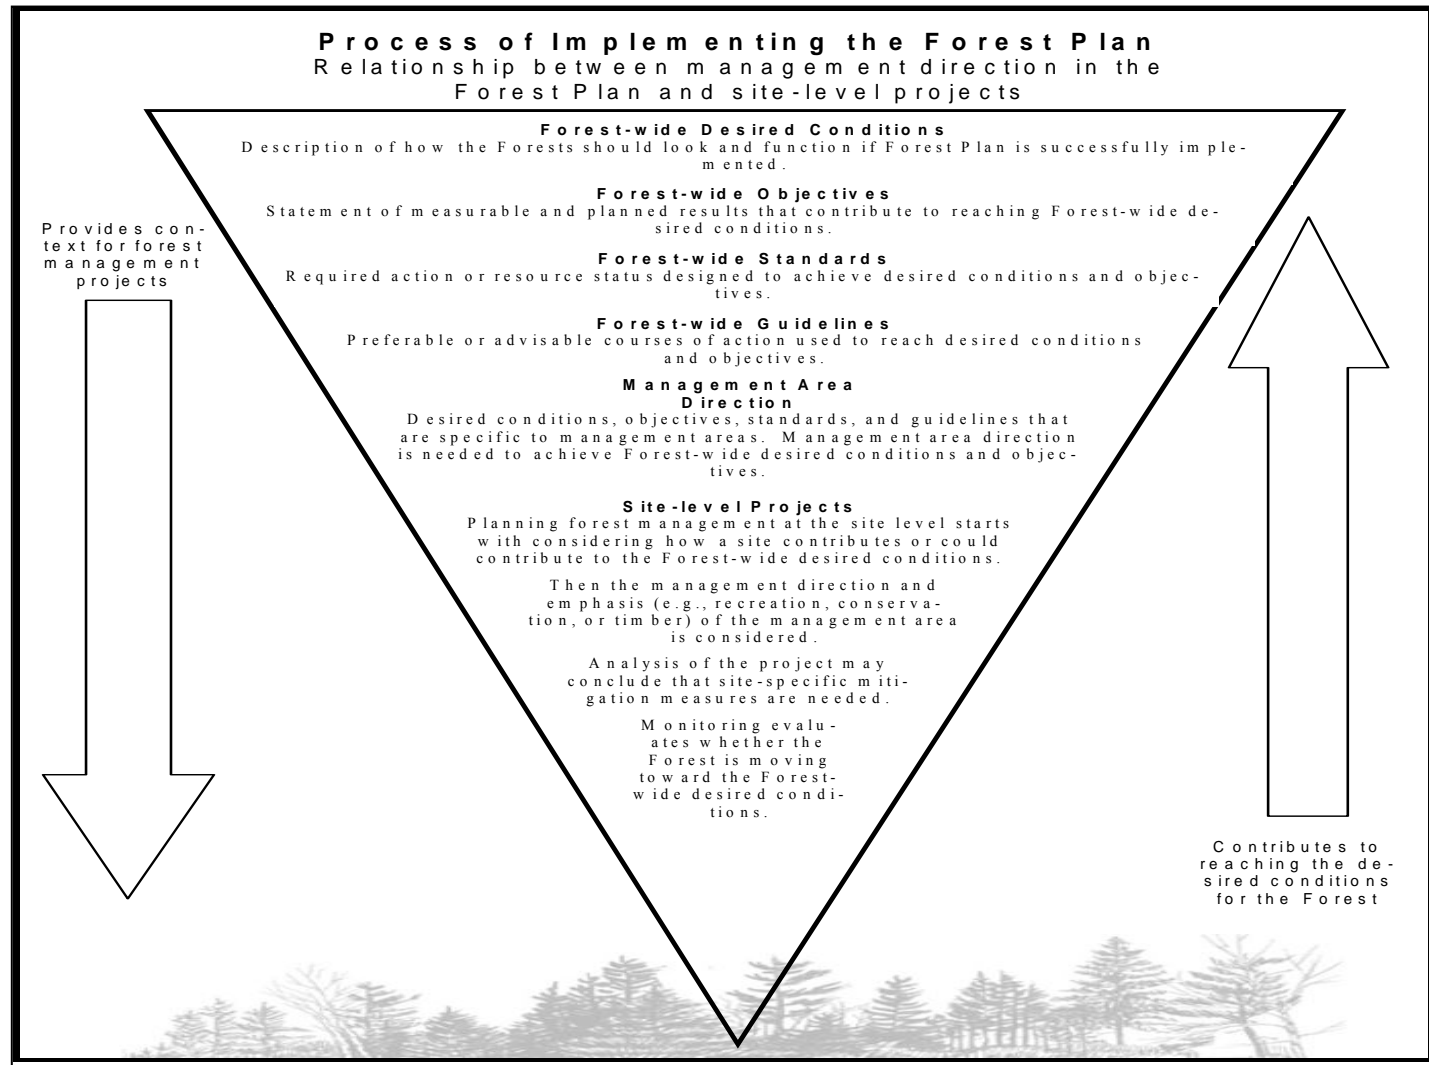 Process of Implementing the Forest Plan
Relationship between management direction in the
Forest Plan and site-level projects
Forest-wide Desired Conditions
Description of how the Forests should look and function if Forest Plan is successfully imple-
mented.
Forest-wide Objectives
Statement of measurable and planned results that contribute to reaching Forest-wide de-
sired conditions.
Forest-wide Standards
Required action or resource status designed to achieve desired conditions and objec-
tives.
Forest-wide Guidelines
Preferable or advisable courses of action used to reach desired conditions
and objectives.
Management Area
Direction
Desired conditions, objectives, standards, and guidelines that
are specific to management areas. Management area direction
is needed to achieve Forest-wide desired conditions and objec-
tives.
Site-level Projects
Planning forest management at the site level starts
with considering how a site contributes or could
contribute to the Forest-wide desired conditions.
Then the management direction and
emphasis (e.g., recreation, conserva-
tion, or timber) of the management area
is considered.
Analysis of the project may
conclude that site-specific miti-
gation measures are needed.
Monitoring evalu-
ates whether the
Forest is moving
toward the Forest-
wide desired condi-
tions.
Provides con-
text for forest
management
projects
Contributes to
reaching the de-
sired conditions
for the Forest